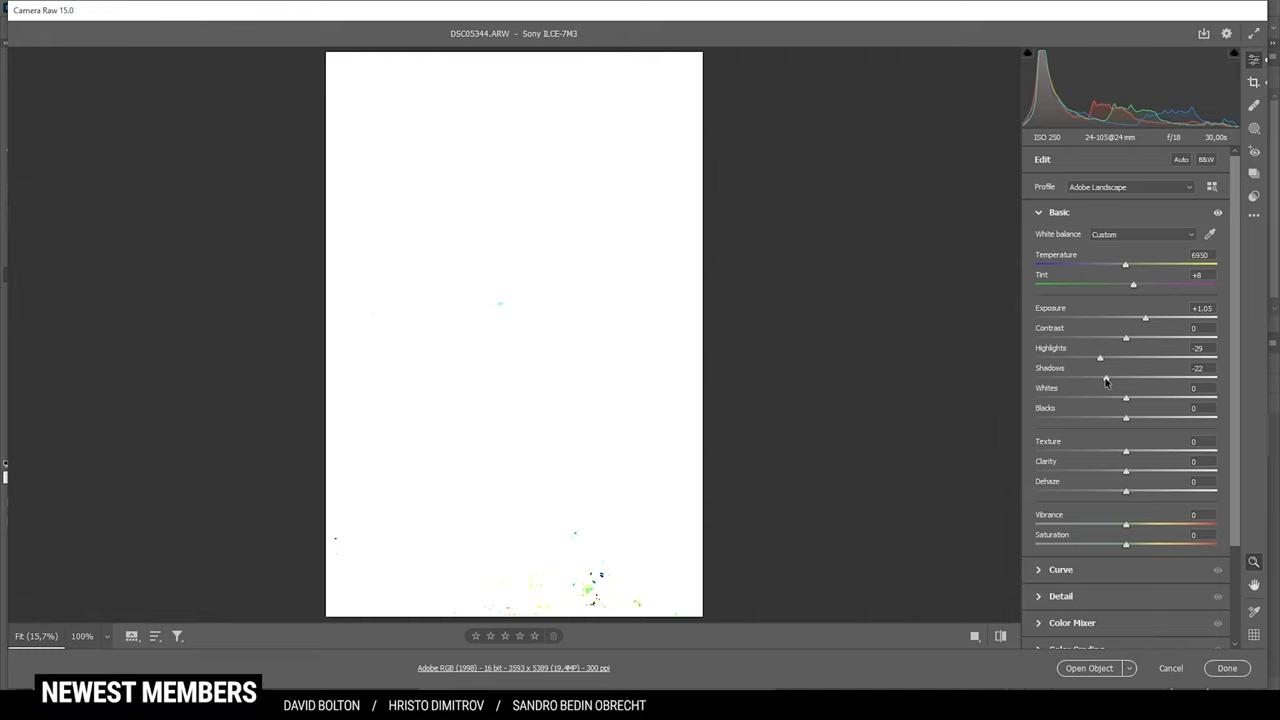 Camera Raw 15.0
DSC05344.ARW - Sony ILCE-7M3
ISO 250 24-105@24 mm f/18 30,00s
Edit Auto B&W
Profile Adobe Landscape
Basic
White balance Custom
Temperature 6950
Tint +8
Exposure +1.05
Contrast 0
Highlights -29
Shadows -22
Whites 0
Blacks 0
Texture 0
Clarity 0
Dehaze 0
Vibrance 0
Saturation 0
Curve
Detail
Color Mixer
Fit (15,7%) 100%
Adobe RGB (1998) - 16 bit - 3593 x 5389 (19,4MP) - 300 ppi
Open Object Cancel Done
NEWEST MEMBERS
DAVID BOLTON / HRISTO DIMITROV / SANDRO BEDIN OBRECHT